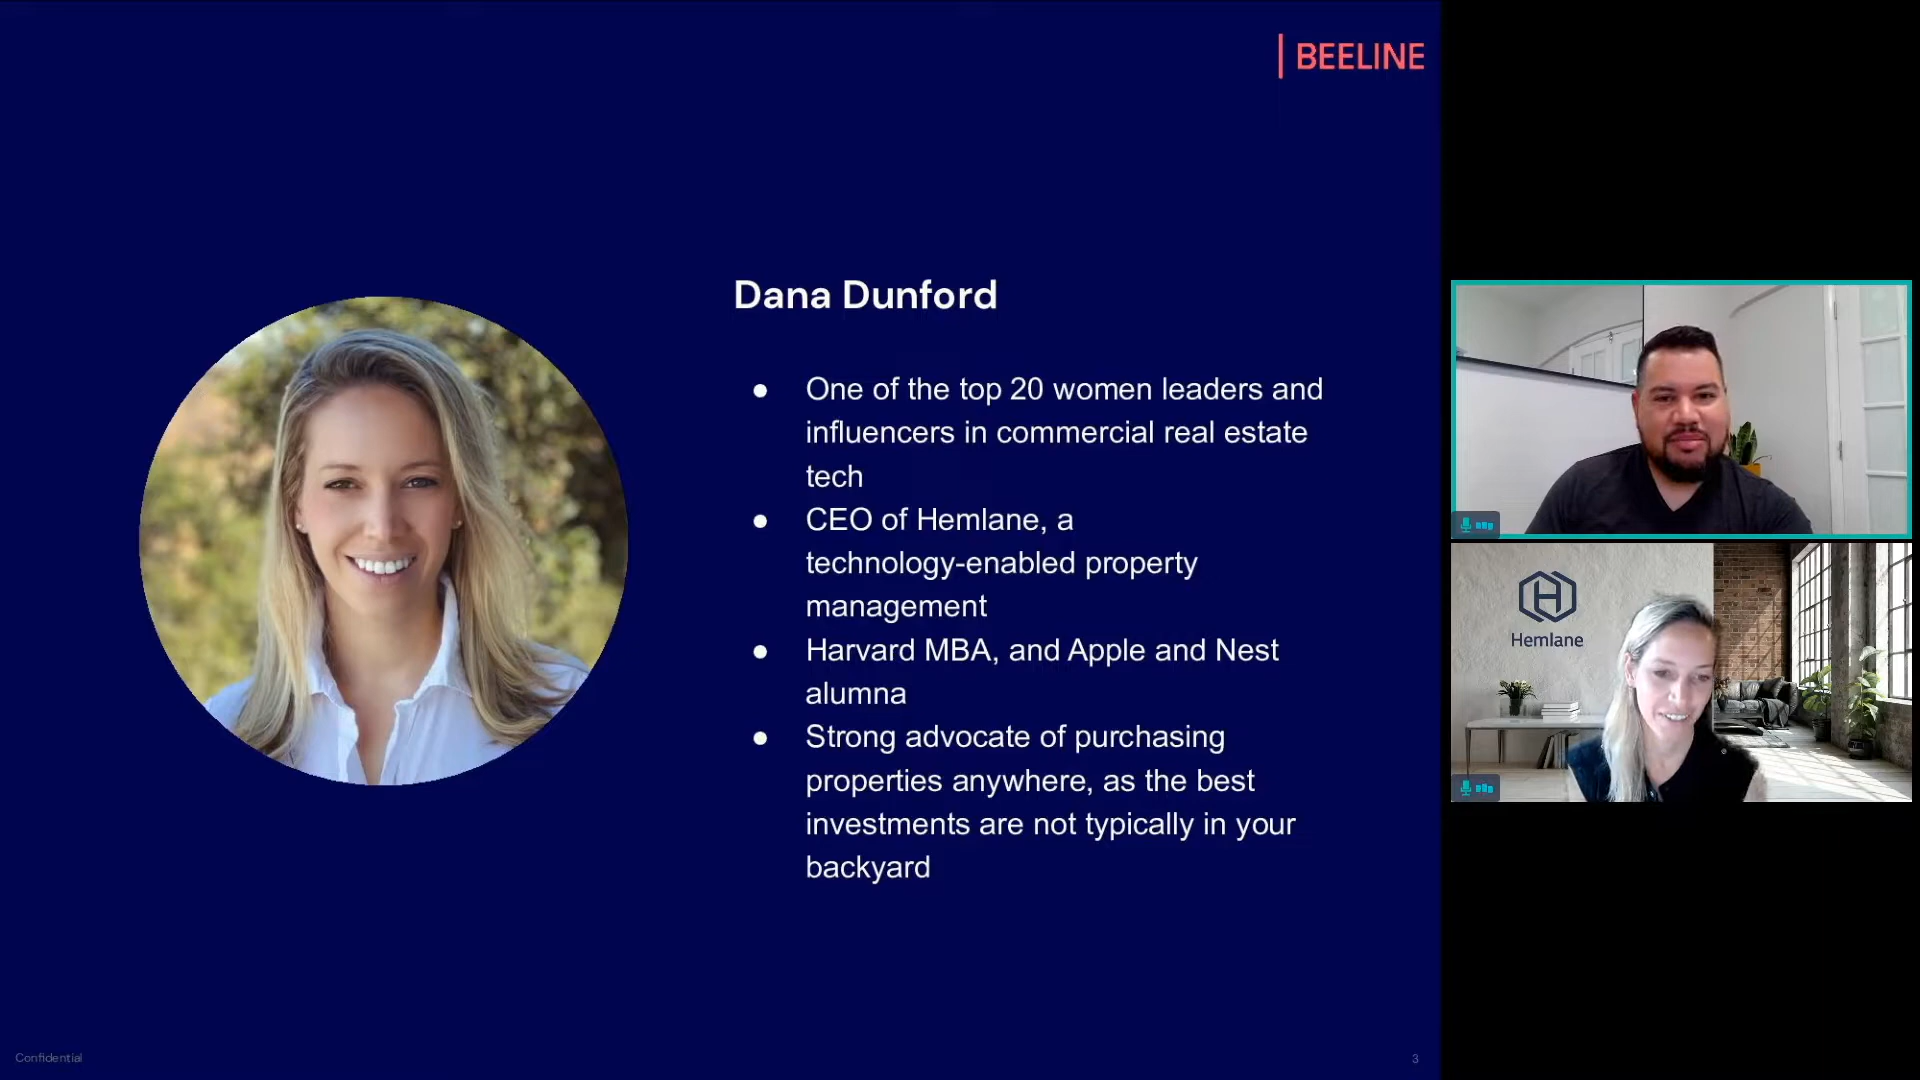 BEELINE
Dana Dunford
● One of the top 20 women leaders and
influencers in commercial real estate
tech
● CEO of Hemlane, a
technology-enabled property
management
● Harvard MBA, and Apple and Nest
alumna
● Strong advocate of purchasing
properties anywhere, as the best
investments are not typically in your
backyard
Confidential
3
Hemlane